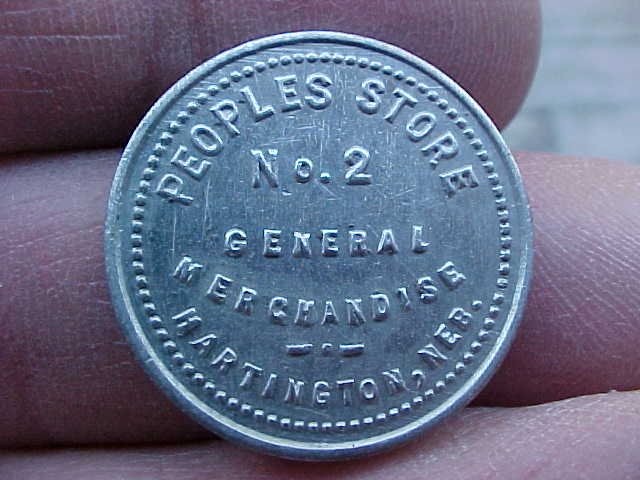 PEOPLES STORE
No. 2
GENERAL
MERCHANDISE
HARTINGTON, NEB.